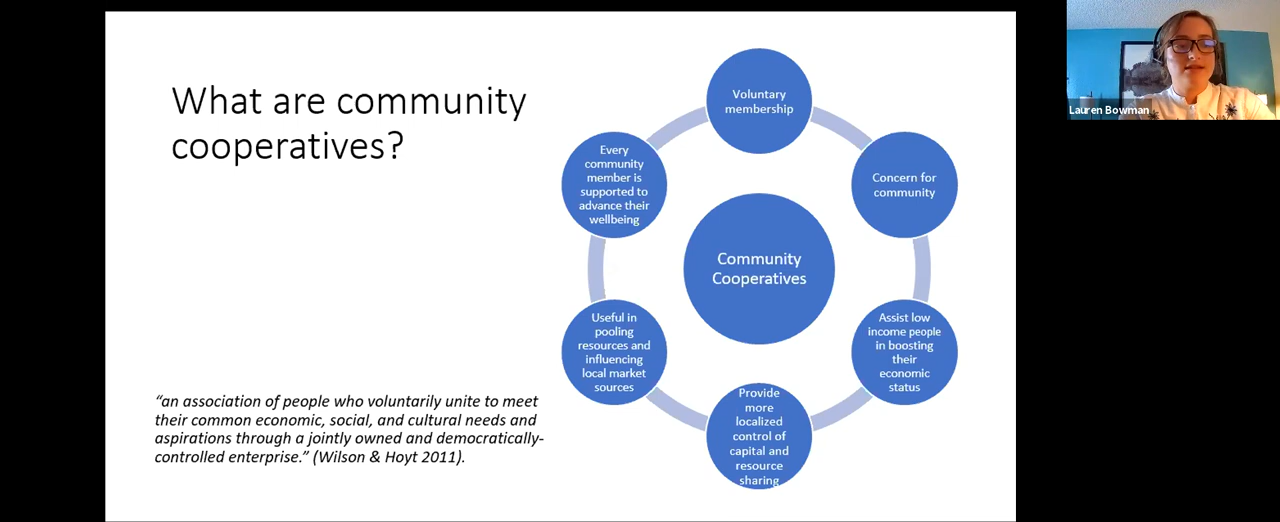 What are community
cooperatives?
"an association of people who voluntarily unite to meet
their common economic, social, and cultural needs and
aspirations through a jointly owned and democratically-
controlled enterprise." (Wilson & Hoyt 2011).
Community
Cooperatives
Voluntary
membership
Concern for
community
Assist low
income people
in boosting
their
economic
status
Provide
more
localized
control of
capital and
resource
sharing
Useful in
pooling
resources and
influencing
local market
sources
Every
community
member is
supported to
advance their
wellbeing
Lauren Bowman